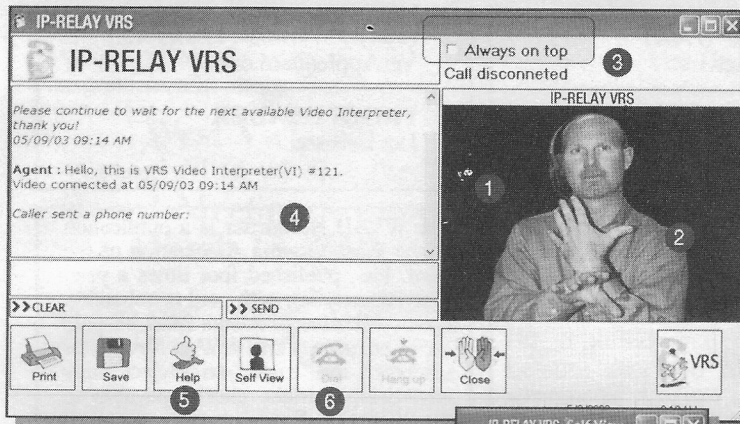 IP-RELAY VRS
IP-RELAY VRS
Always on top
Call disconneted
3
IP-RELAY VRS
Please continue to wait for the next available Video Interpreter,
thank you!
05/09/03 09:14 AM
Agent : Hello, this is VRS Video Interpreter(VI) #121.
Video connected at 05/09/03 09:14 AM
Caller sent a phone number:
4
1
2
>>CLEAR
>>SEND
Print
Save
Help
Self View
Dial
Hang up
Close
VRS
5
6
IP-RELAY VRS